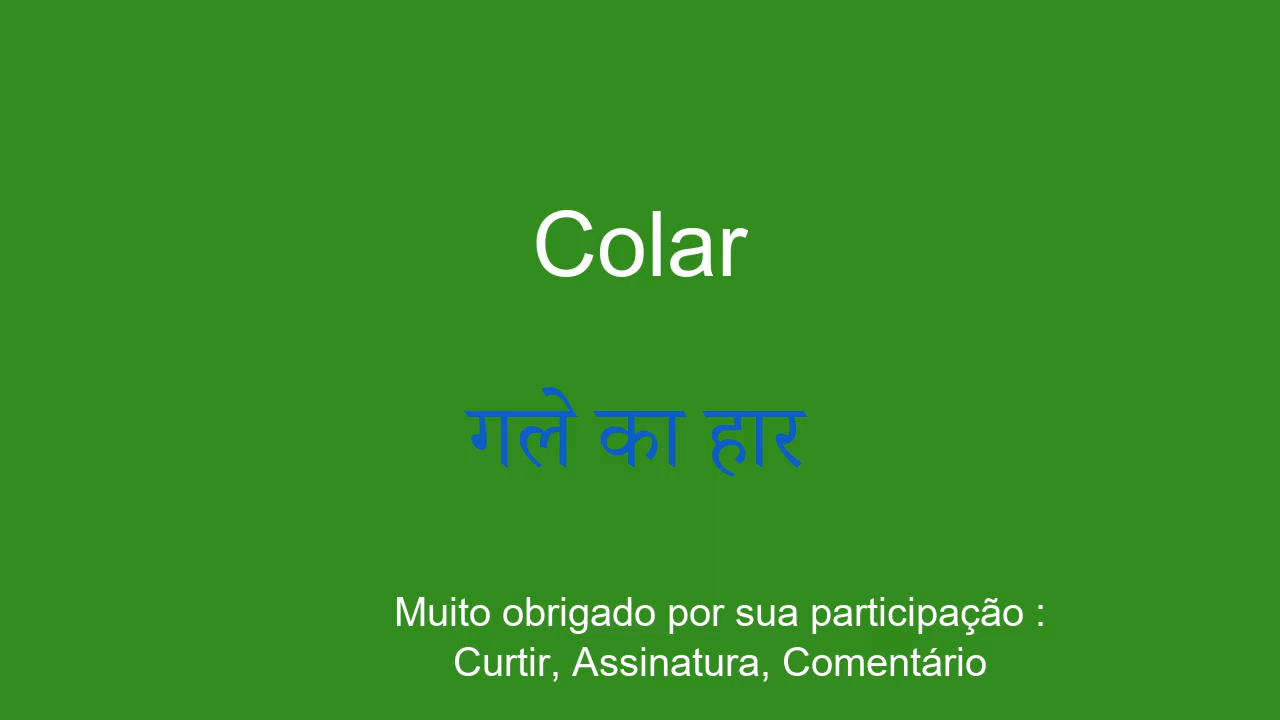 Colar
गले का हार
Muito obrigado por sua participação :
Curtir, Assinatura, Comentário